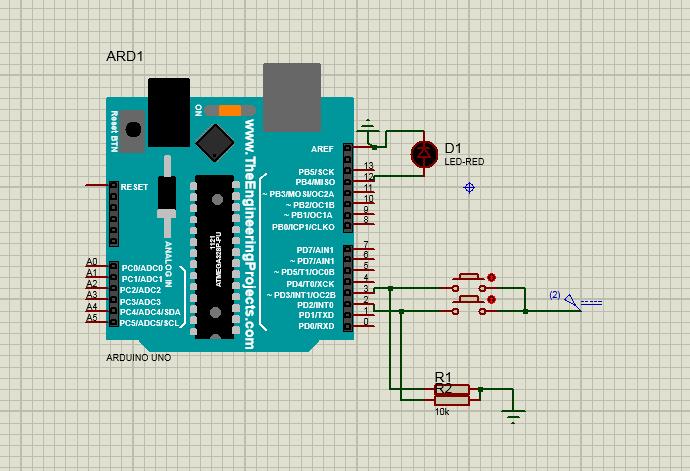 ARD1
Reset BTN
ON
www.TheEngineeringProjects.com
1121
ATMEGA328P-PU
ANALOG IN
RESET
AREF
PB5/SCK
PB4/MISO
~ PB3/MOSI/OC2A
~ PB2/OC1B
~ PB1/OC1A
PB0/ICP1/CLKO
PD7/AIN1
~ PD7/AIN1
~ PD5/T1/OC0B
PD4/T0/XCK
~ PD3/INT1/OC2B
PD2/INT0
PD1/TXD
PD0/RXD
13
12
11
10
9
8
7
6
5
4
3
2
1
0
A0
A1
A2
A3
A4
A5
PC0/ADC0
PC1/ADC1
PC2/ADC2
PC3/ADC3
PC4/ADC4/SDA
PC5/ADC5/SCL
ARDUINO UNO
D1
LED-RED
(2)
R1
R2
10k